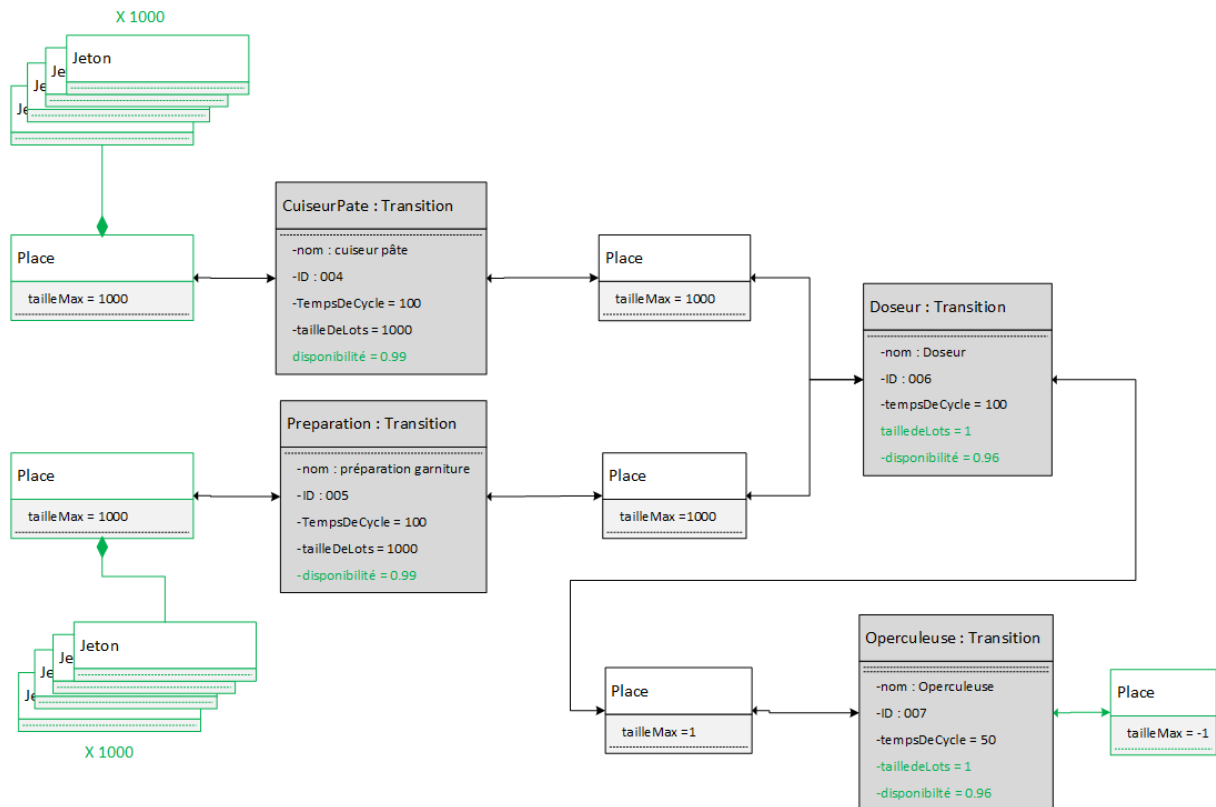 X 1000
Jeton
Je
Je
Je
CuiseurPate : Transition
-nom : cuiseur pâte
-ID : 004
-TempsDeCycle = 100
-tailleDeLots = 1000
disponibilité = 0.99
Place
tailleMax = 1000
Place
tailleMax = 1000
Doseur : Transition
-nom : Doseur
-ID : 006
-tempsDeCycle = 100
tailledeLots = 1
-disponibilité = 0.96
Preparation : Transition
-nom : préparation garniture
-ID : 005
-TempsDeCycle = 100
-tailleDeLots = 1000
-disponibilité = 0.99
Place
tailleMax = 1000
Place
tailleMax =1000
Jeton
Je
Je
Je
X 1000
Place
tailleMax =1
Operculeuse : Transition
-nom : Operculeuse
-ID : 007
-tempsDeCycle = 50
-tailledeLots = 1
-disponibilté = 0.96
Place
tailleMax = -1